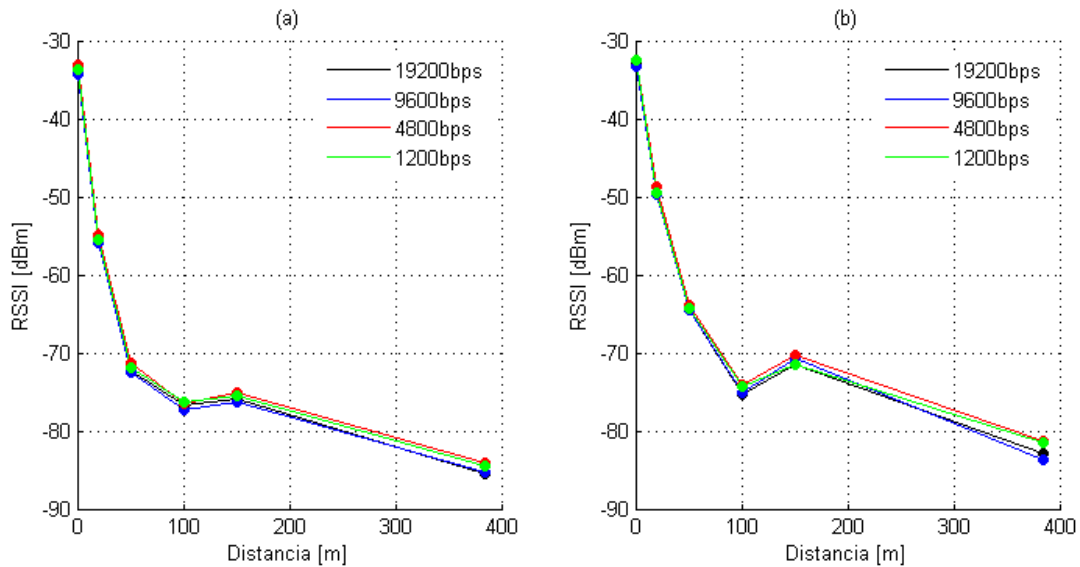 (a)
-30
-40
-50
-60
-70
-80
-90
RSSI [dBm]
0 100 200 300 400
Distancia [m]
19200bps
9600bps
4800bps
1200bps
(b)
-30
-40
-50
-60
-70
-80
-90
RSSI [dBm]
0 100 200 300 400
Distancia [m]
19200bps
9600bps
4800bps
1200bps